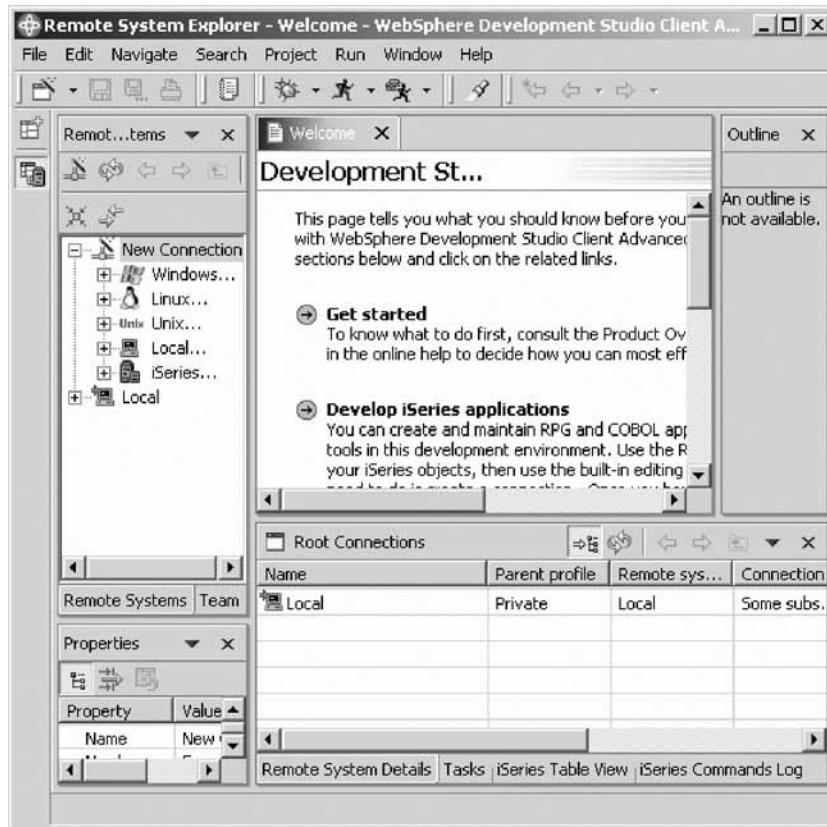 Remote System Explorer - Welcome - WebSphere Development Studio Client A...
File Edit Navigate Search Project Run Window Help
Remot...tems
Welcome
Outline
Development St...
An outline is
not available.
This page tells you what you should know before you
with WebSphere Development Studio Client Advanced
sections below and click on the related links.
New Connection
Windows...
Linux...
Unix Unix...
Local...
iSeries...
Local
Get started
To know what to do first, consult the Product Ov
in the online help to decide how you can most eff
Develop iSeries applications
You can create and maintain RPG and COBOL app
tools in this development environment. Use the R
your iSeries objects, then use the built-in editing
Remote Systems Team
Root Connections
Name Parent profile Remote sys... Connection
Local Private Local Some subs.
Properties
Property Value
Name New
Remote System Details Tasks iSeries Table View iSeries Commands Log